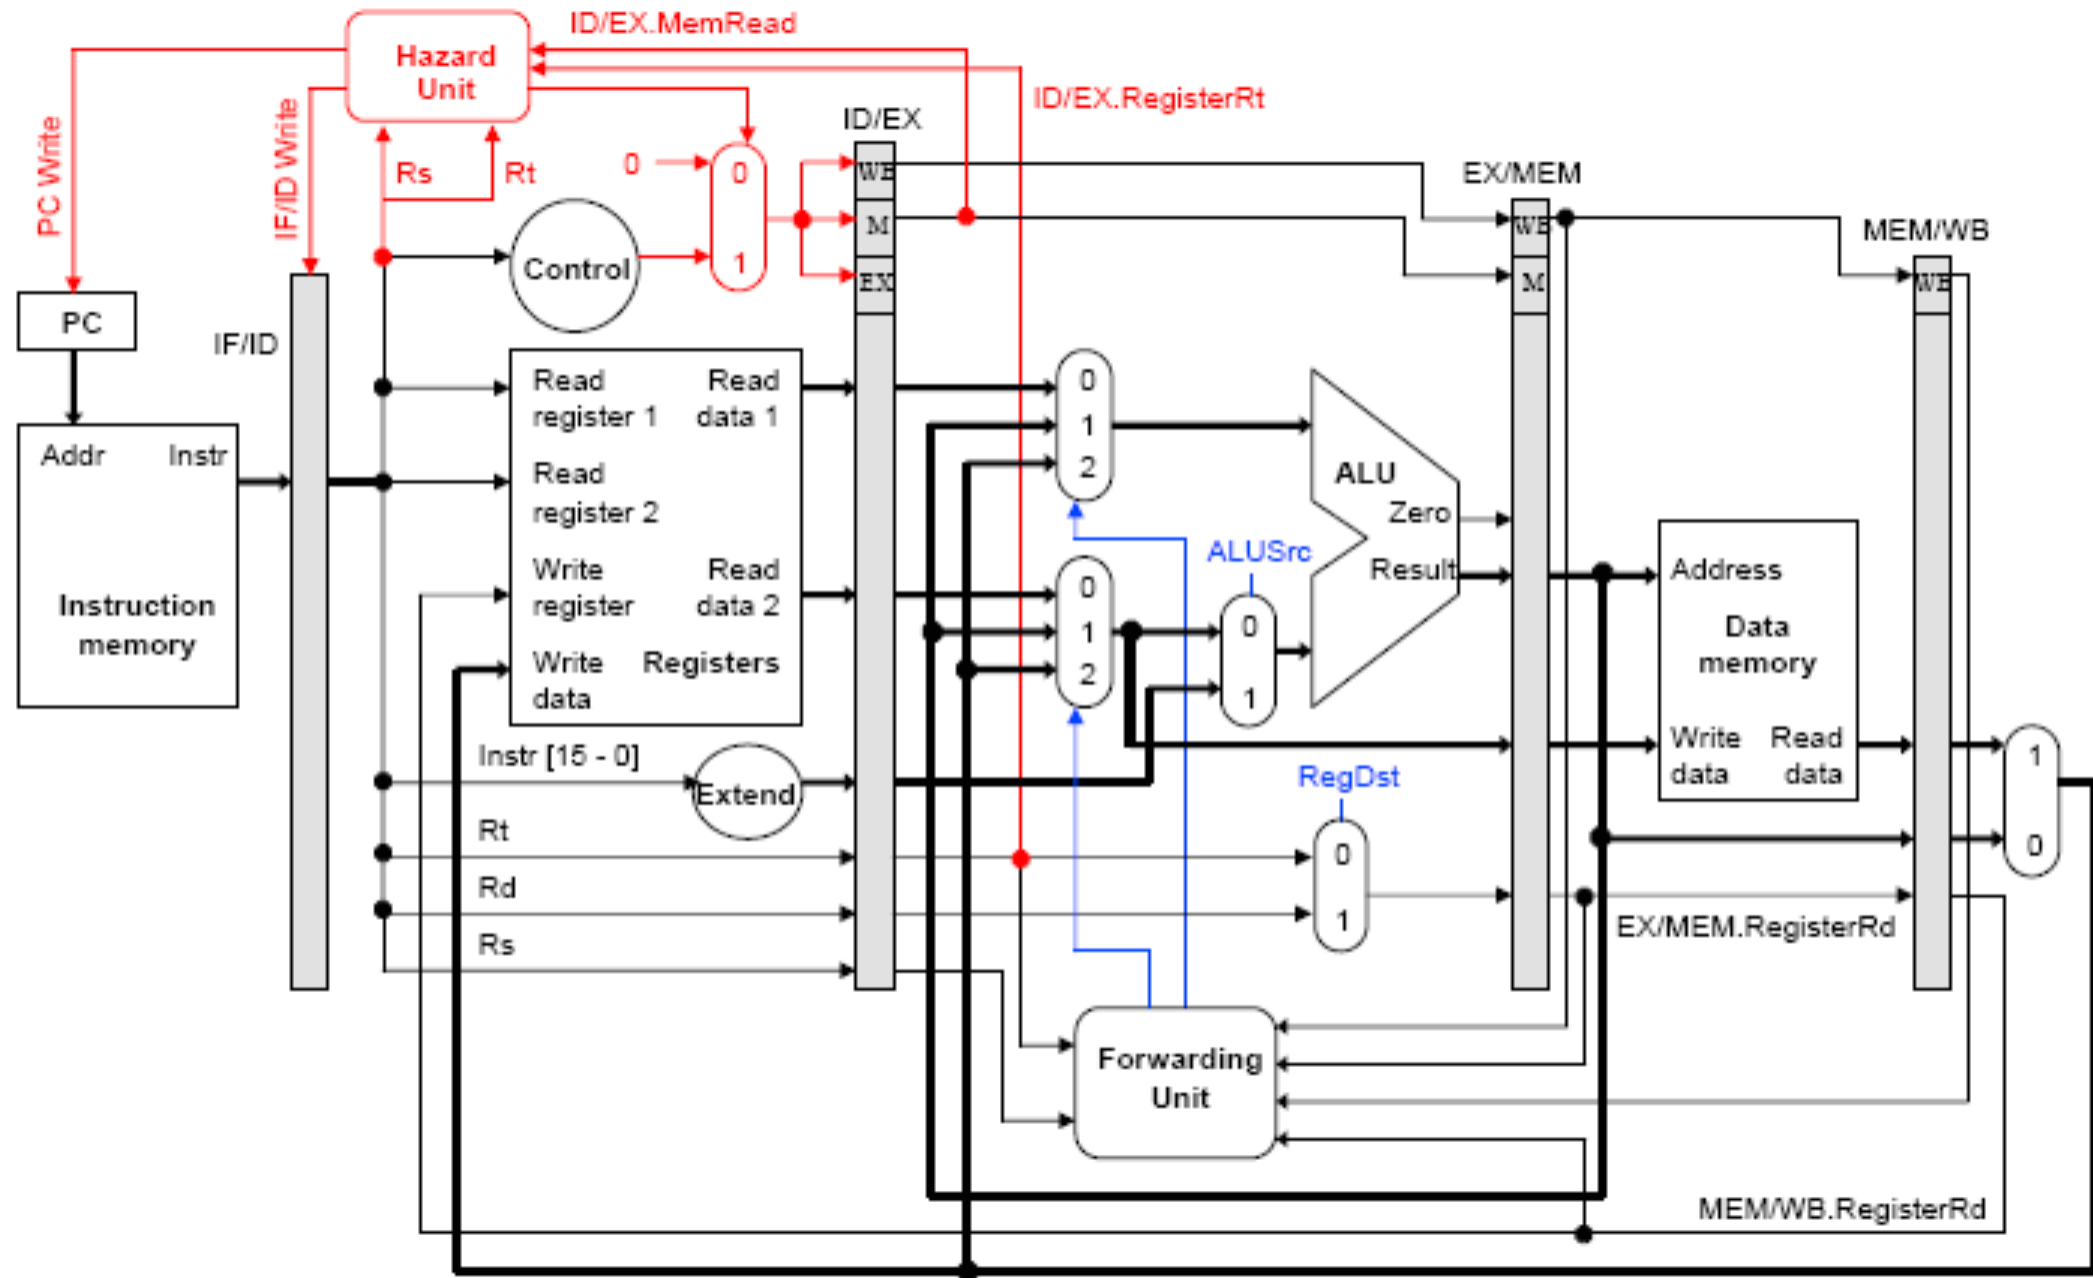 ID/EX.MemRead
Hazard
Unit
ID/EX.RegisterRt
PC Write
IF/ID Write
Rs
Rt
0
0
1
ID/EX
WB
M
EX
EX/MEM
WB
M
MEM/WB
WB
Control
PC
IF/ID
Addr
Instr
Instruction
memory
Read
register 1
Read
data 1
Read
register 2
Write
register
Read
data 2
Write
data
Registers
Instr [15 - 0]
Extend
Rt
Rd
Rs
0
1
2
0
1
2
ALUSrc
0
1
ALU
Zero
Result
RegDst
0
1
Address
Data
memory
Write
data
Read
data
1
0
EX/MEM.RegisterRd
Forwarding
Unit
MEM/WB.RegisterRd